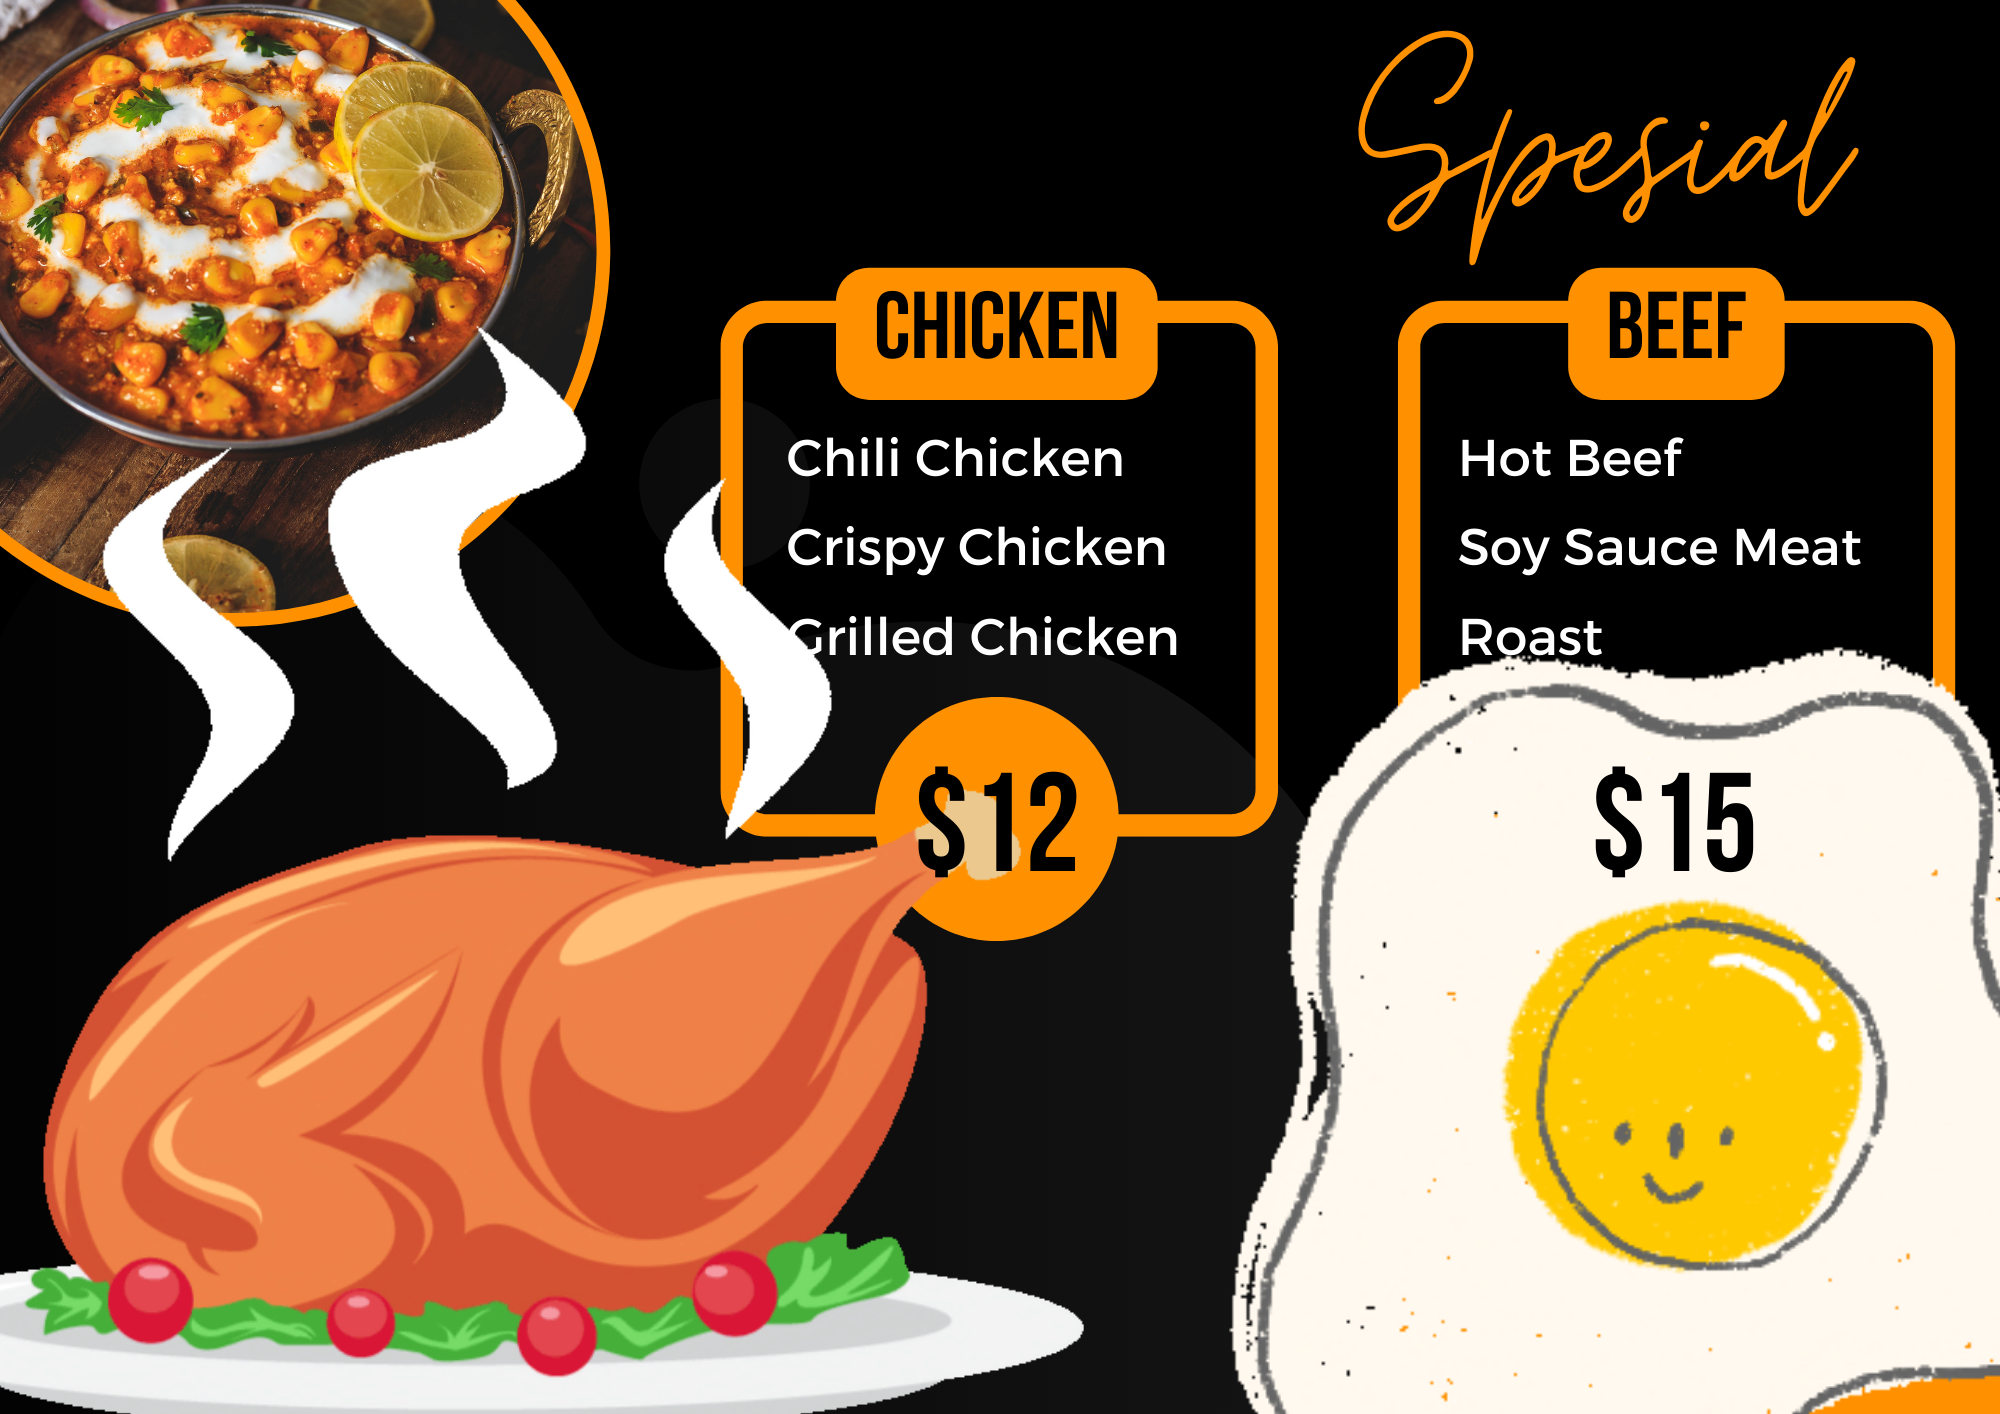 Spesial
CHICKEN
Chili Chicken
Crispy Chicken
Grilled Chicken
$12
BEEF
Hot Beef
Soy Sauce Meat
Roast
$15